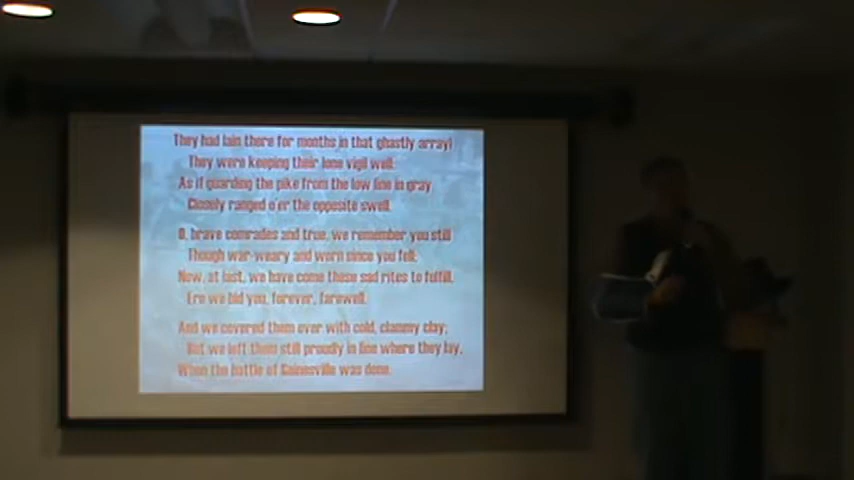 They had lain there for months in that ghastly array!
They were keeping their lone vigil well;
As if guarding the pike from the low line in gray
Closely ranged o'er the opposite swell.
O, brave comrades and true, we remember you still
Though war-weary and worn since you fell;
Now, at last, we have come these sad rites to fulfill,
Ere we bid you, forever, farewell.
And we covered them over with cold, clammy clay;
But we left them still proudly in line where they lay,
When the battle of Gainesville was done.